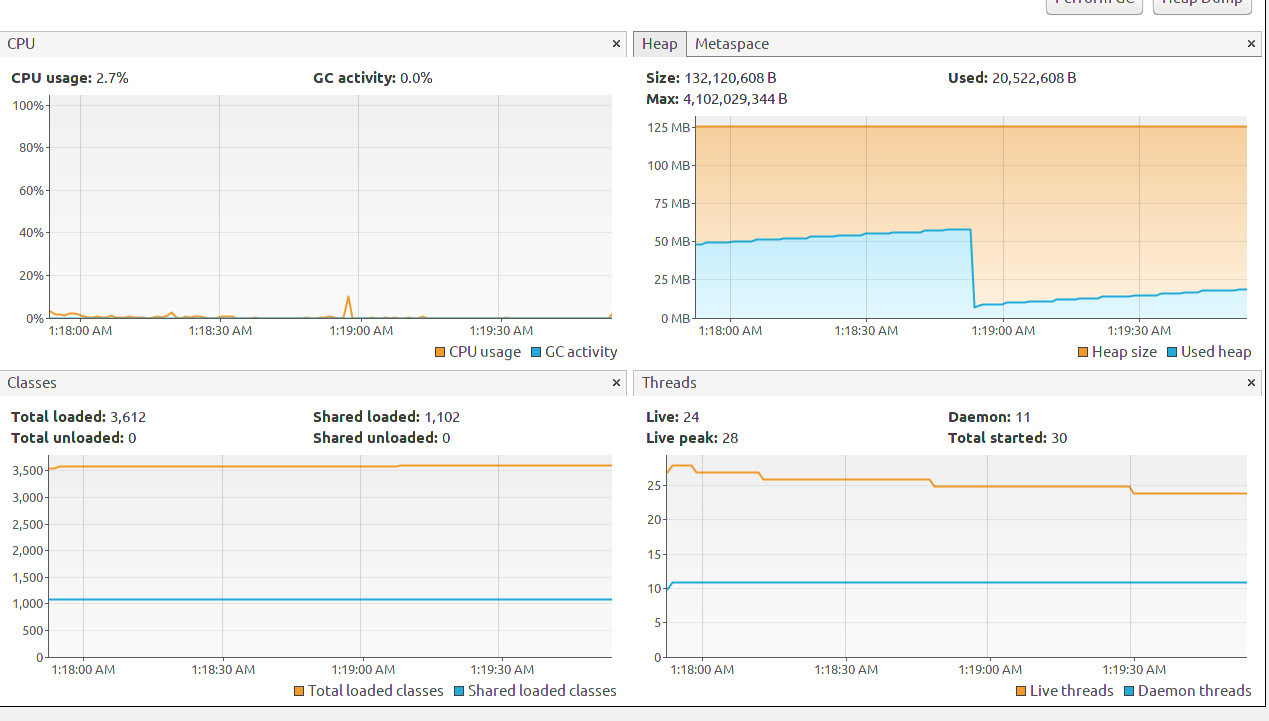 Perform GC Heap Dump
CPU ×
CPU usage: 2.7% GC activity: 0.0%
100%
80%
60%
40%
20%
0%
1:18:00 AM 1:18:30 AM 1:19:00 AM 1:19:30 AM
CPU usage GC activity
Heap Metaspace ×
Size: 132,120,608 B Used: 20,522,608 B
Max: 4,102,029,344 B
125 MB
100 MB
75 MB
50 MB
25 MB
0 MB
1:18:00 AM 1:18:30 AM 1:19:00 AM 1:19:30 AM
Heap size Used heap
Classes ×
Total loaded: 3,612 Shared loaded: 1,102
Total unloaded: 0 Shared unloaded: 0
3,500
3,000
2,500
2,000
1,500
1,000
500
0
1:18:00 AM 1:18:30 AM 1:19:00 AM 1:19:30 AM
Total loaded classes Shared loaded classes
Threads ×
Live: 24 Daemon: 11
Live peak: 28 Total started: 30
25
20
15
10
5
0
1:18:00 AM 1:18:30 AM 1:19:00 AM 1:19:30 AM
Live threads Daemon threads